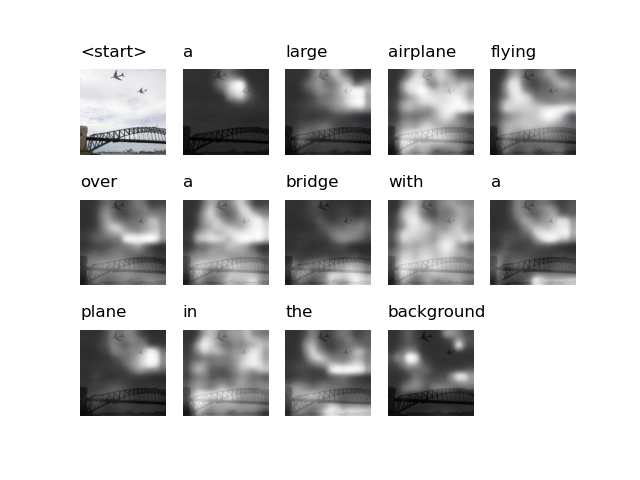 <start> a large airplane flying
over a bridge with a
plane in the background